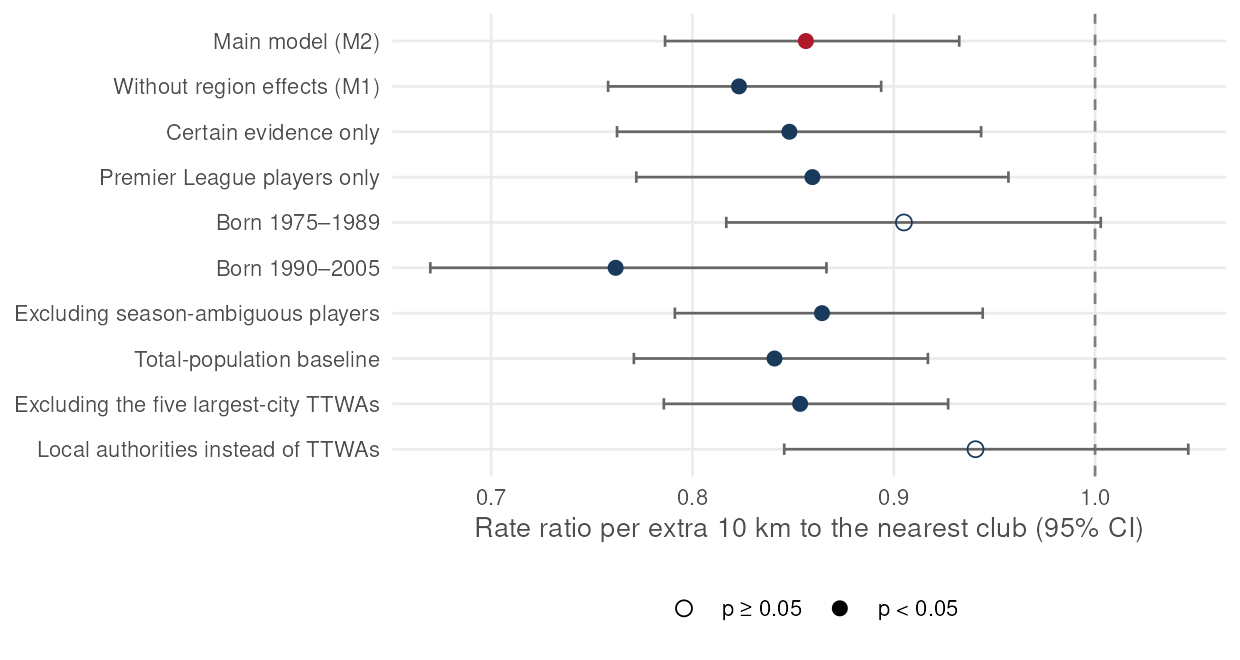 Main model (M2)
Without region effects (M1)
Certain evidence only
Premier League players only
Born 1975–1989
Born 1990–2005
Excluding season-ambiguous players
Total-population baseline
Excluding the five largest-city TTWAs
Local authorities instead of TTWAs
0.7 0.8 0.9 1.0
Rate ratio per extra 10 km to the nearest club (95% CI)
p ≥ 0.05 p < 0.05